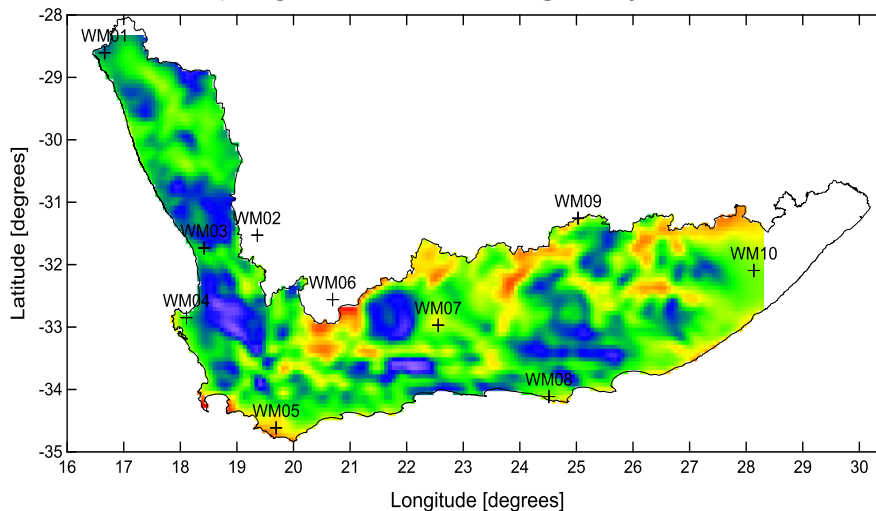 -28
WM01
-29
-30
-31
WM09
WM02
WM03
WM10
-32
WM06
WM04
WM07
-33
WM08
-34
WM05
-35
16 17 18 19 20 21 22 23 24 25 26 27 28 29 30
Latitude [degrees]
Longitude [degrees]